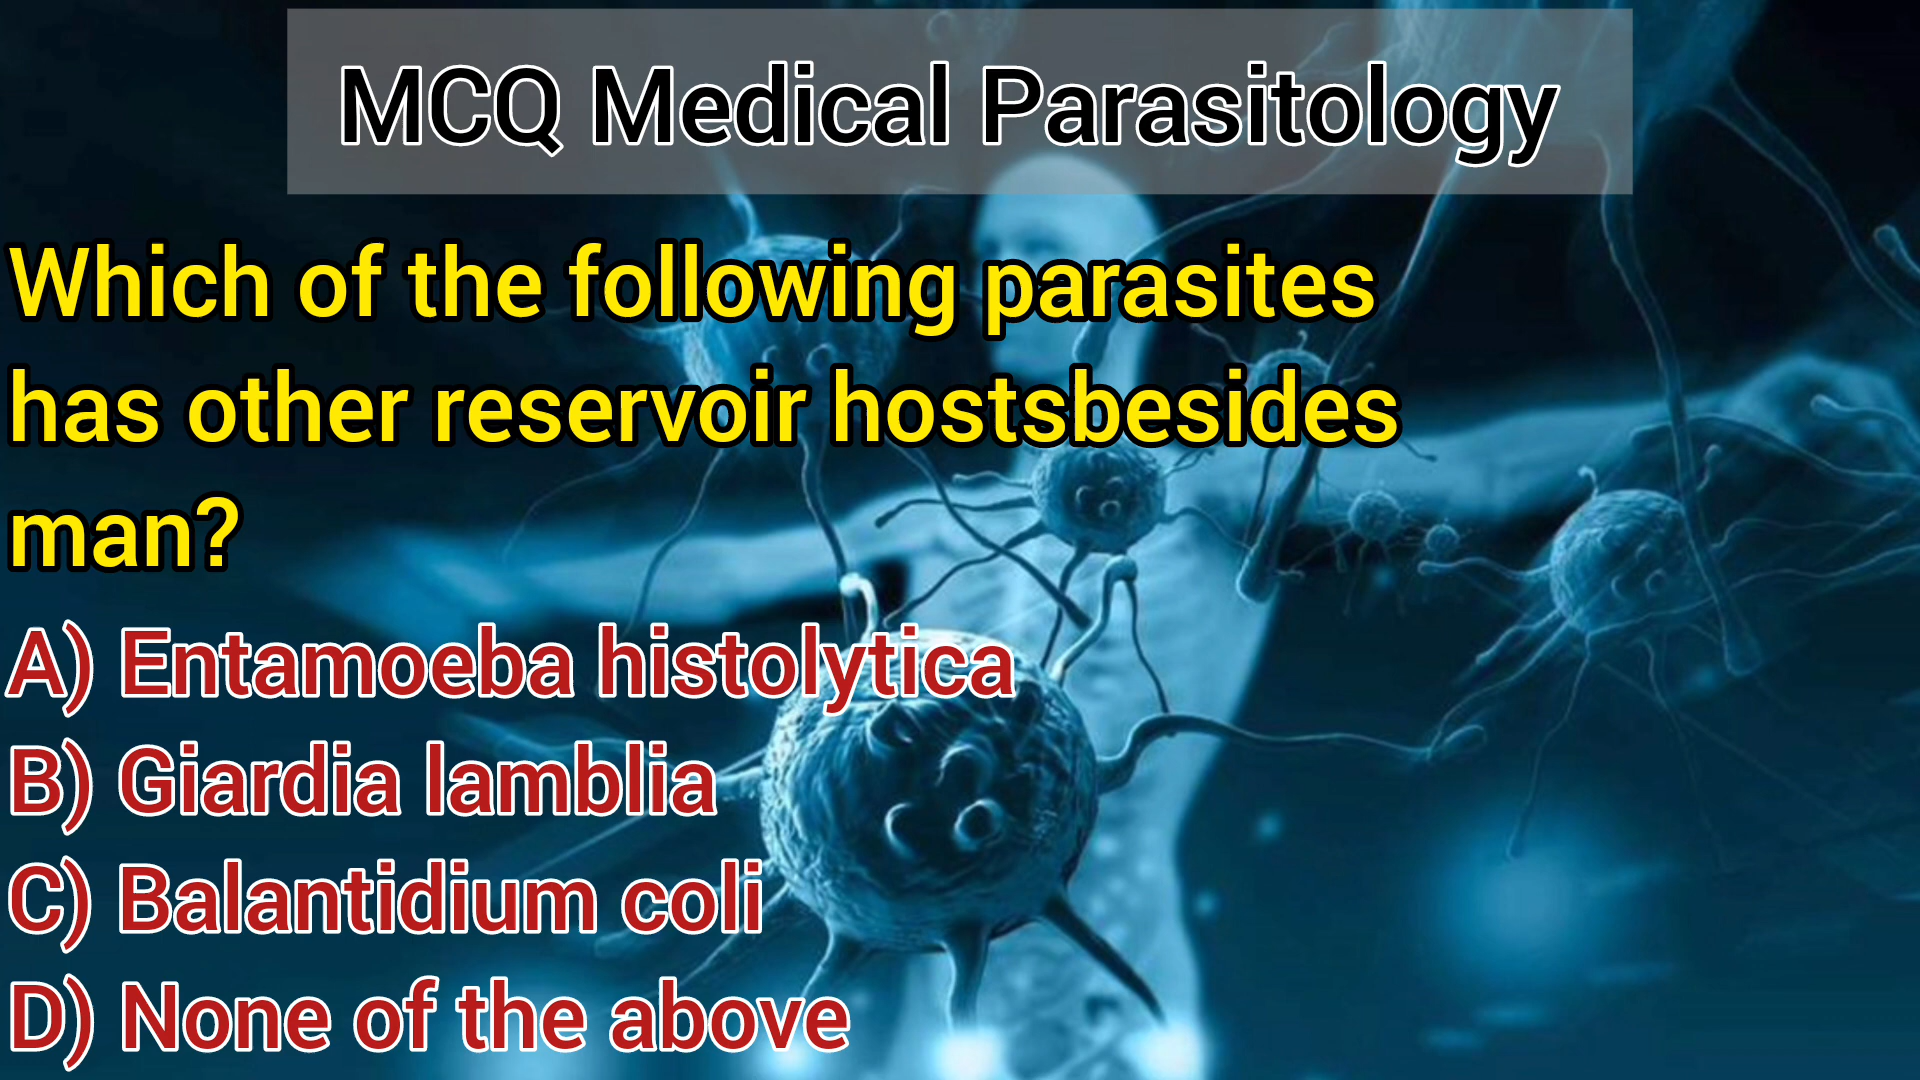 MCQ Medical Parasitology
Which of the following parasites
has other reservoir hostsbesides
man?
A) Entamoeba histolytica
B) Giardia lamblia
C) Balantidium coli
D) None of the above